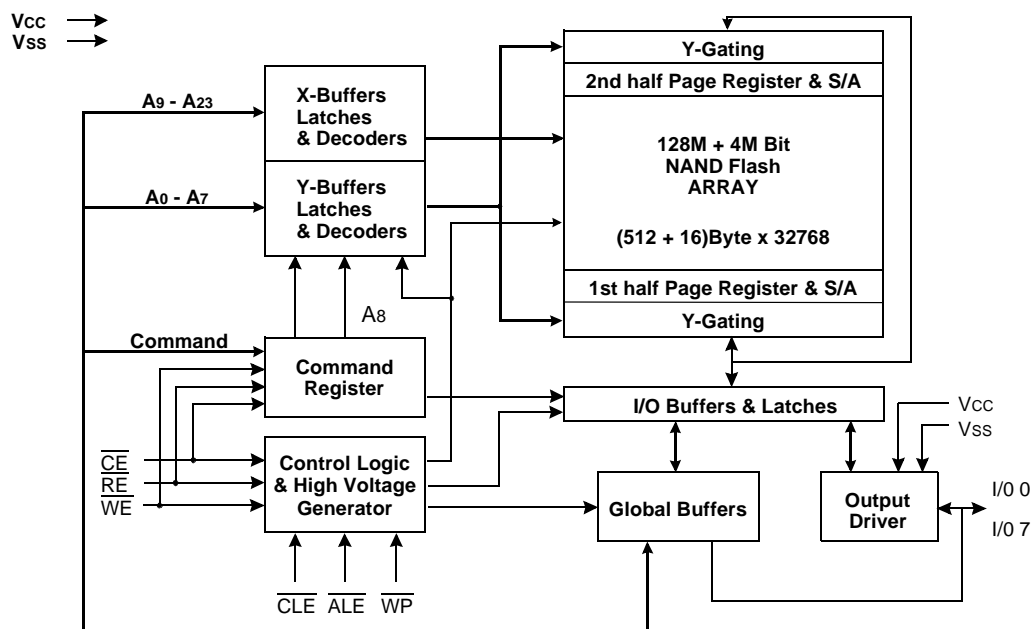 VCC
VSS
A9 - A23
X-Buffers
Latches
& Decoders
A0 - A7
Y-Buffers
Latches
& Decoders
Y-Gating
2nd half Page Register & S/A
128M + 4M Bit
NAND Flash
ARRAY
(512 + 16)Byte x 32768
1st half Page Register & S/A
Y-Gating
A8
Command
Command
Register
I/O Buffers & Latches
VCC
VSS
CE
RE
WE
Control Logic
& High Voltage
Generator
Global Buffers
Output
Driver
I/0 0
I/0 7
CLE
ALE
WP